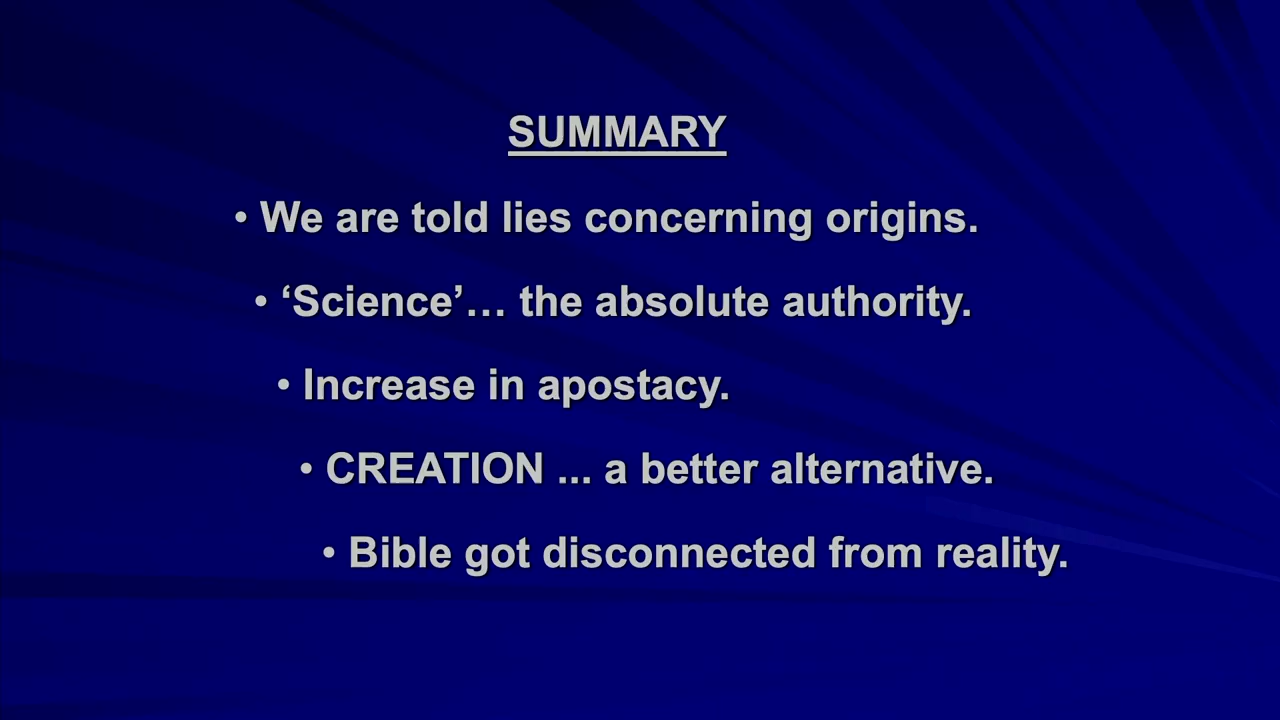 SUMMARY
• We are told lies concerning origins.
• ‘Science’… the absolute authority.
• Increase in apostacy.
• CREATION ... a better alternative.
• Bible got disconnected from reality.